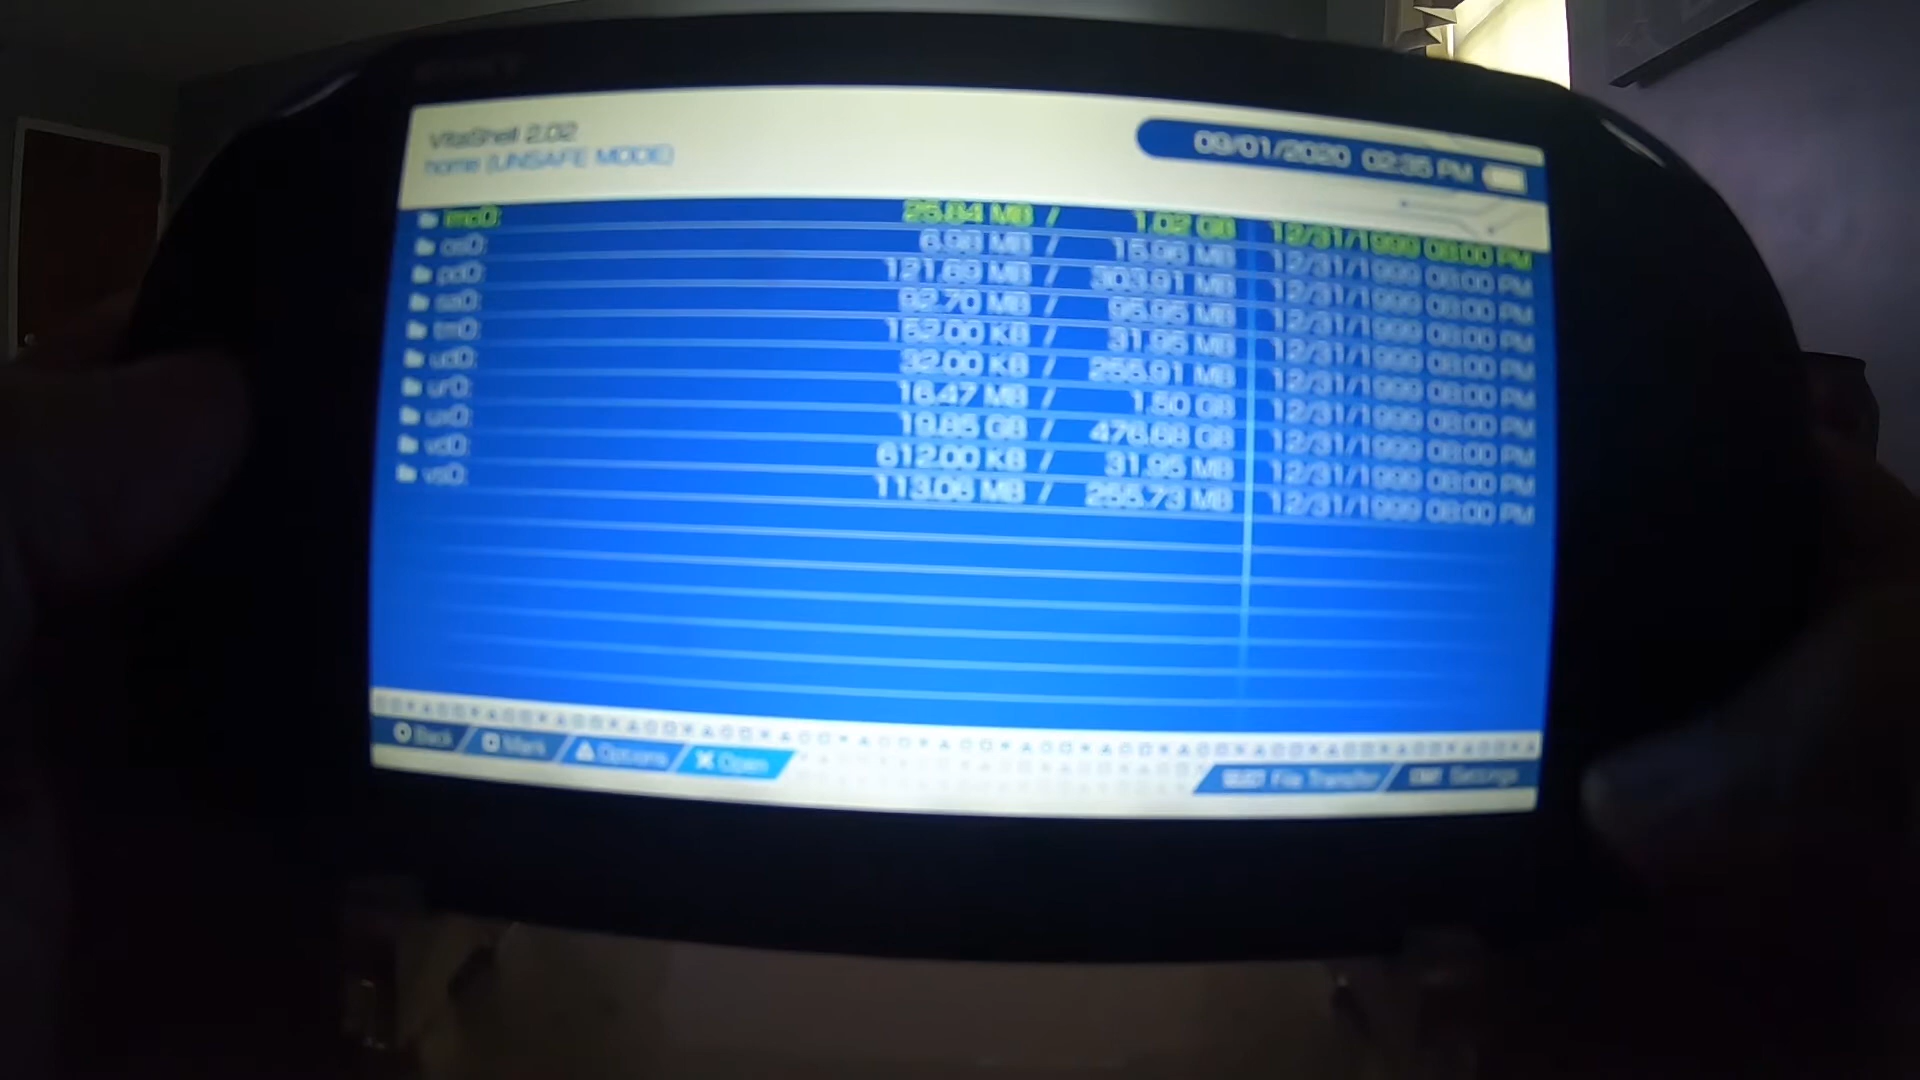 VitaShell 2.02
home (UNSAFE MODE)
09/01/2020 02:35 PM
imc0: 25.84 MB / 1.02 GB 12/31/1999 08:00 PM
os0: 6.98 MB / 15.96 MB 12/31/1999 08:00 PM
pd0: 121.69 MB / 303.91 MB 12/31/1999 08:00 PM
sa0: 92.70 MB / 95.95 MB 12/31/1999 08:00 PM
tm0: 152.00 KB / 31.95 MB 12/31/1999 08:00 PM
ud0: 32.00 KB / 255.91 MB 12/31/1999 08:00 PM
ur0: 16.47 MB / 1.50 GB 12/31/1999 08:00 PM
ux0: 19.85 GB / 476.68 GB 12/31/1999 08:00 PM
vd0: 612.00 KB / 31.95 MB 12/31/1999 08:00 PM
vs0: 113.06 MB / 255.73 MB 12/31/1999 08:00 PM
Back Mark Options Open
SELECT File Transfer START Settings